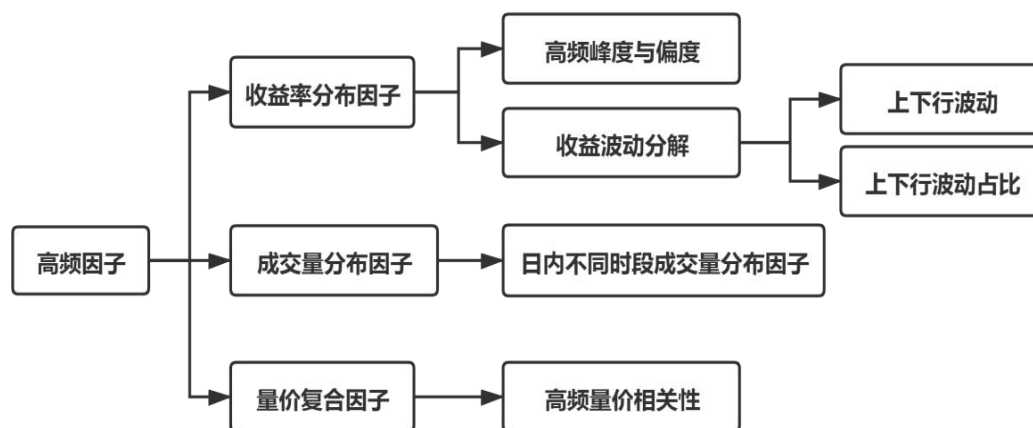 高频因子
收益率分布因子
高频峰度与偏度
收益波动分解
上下行波动
上下行波动占比
成交量分布因子
日内不同时段成交量分布因子
量价复合因子
高频量价相关性